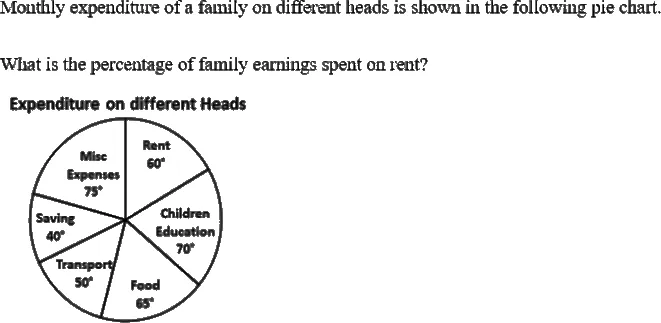 Monthly expenditure of a family on different heads is shown in the following pie chart.
What is the percentage of family earnings spent on rent?
Expenditure on different Heads
Rent
60°
Misc
Expenses
75°
Children
Education
70°
Saving
40°
Transport
50°
Food
65°